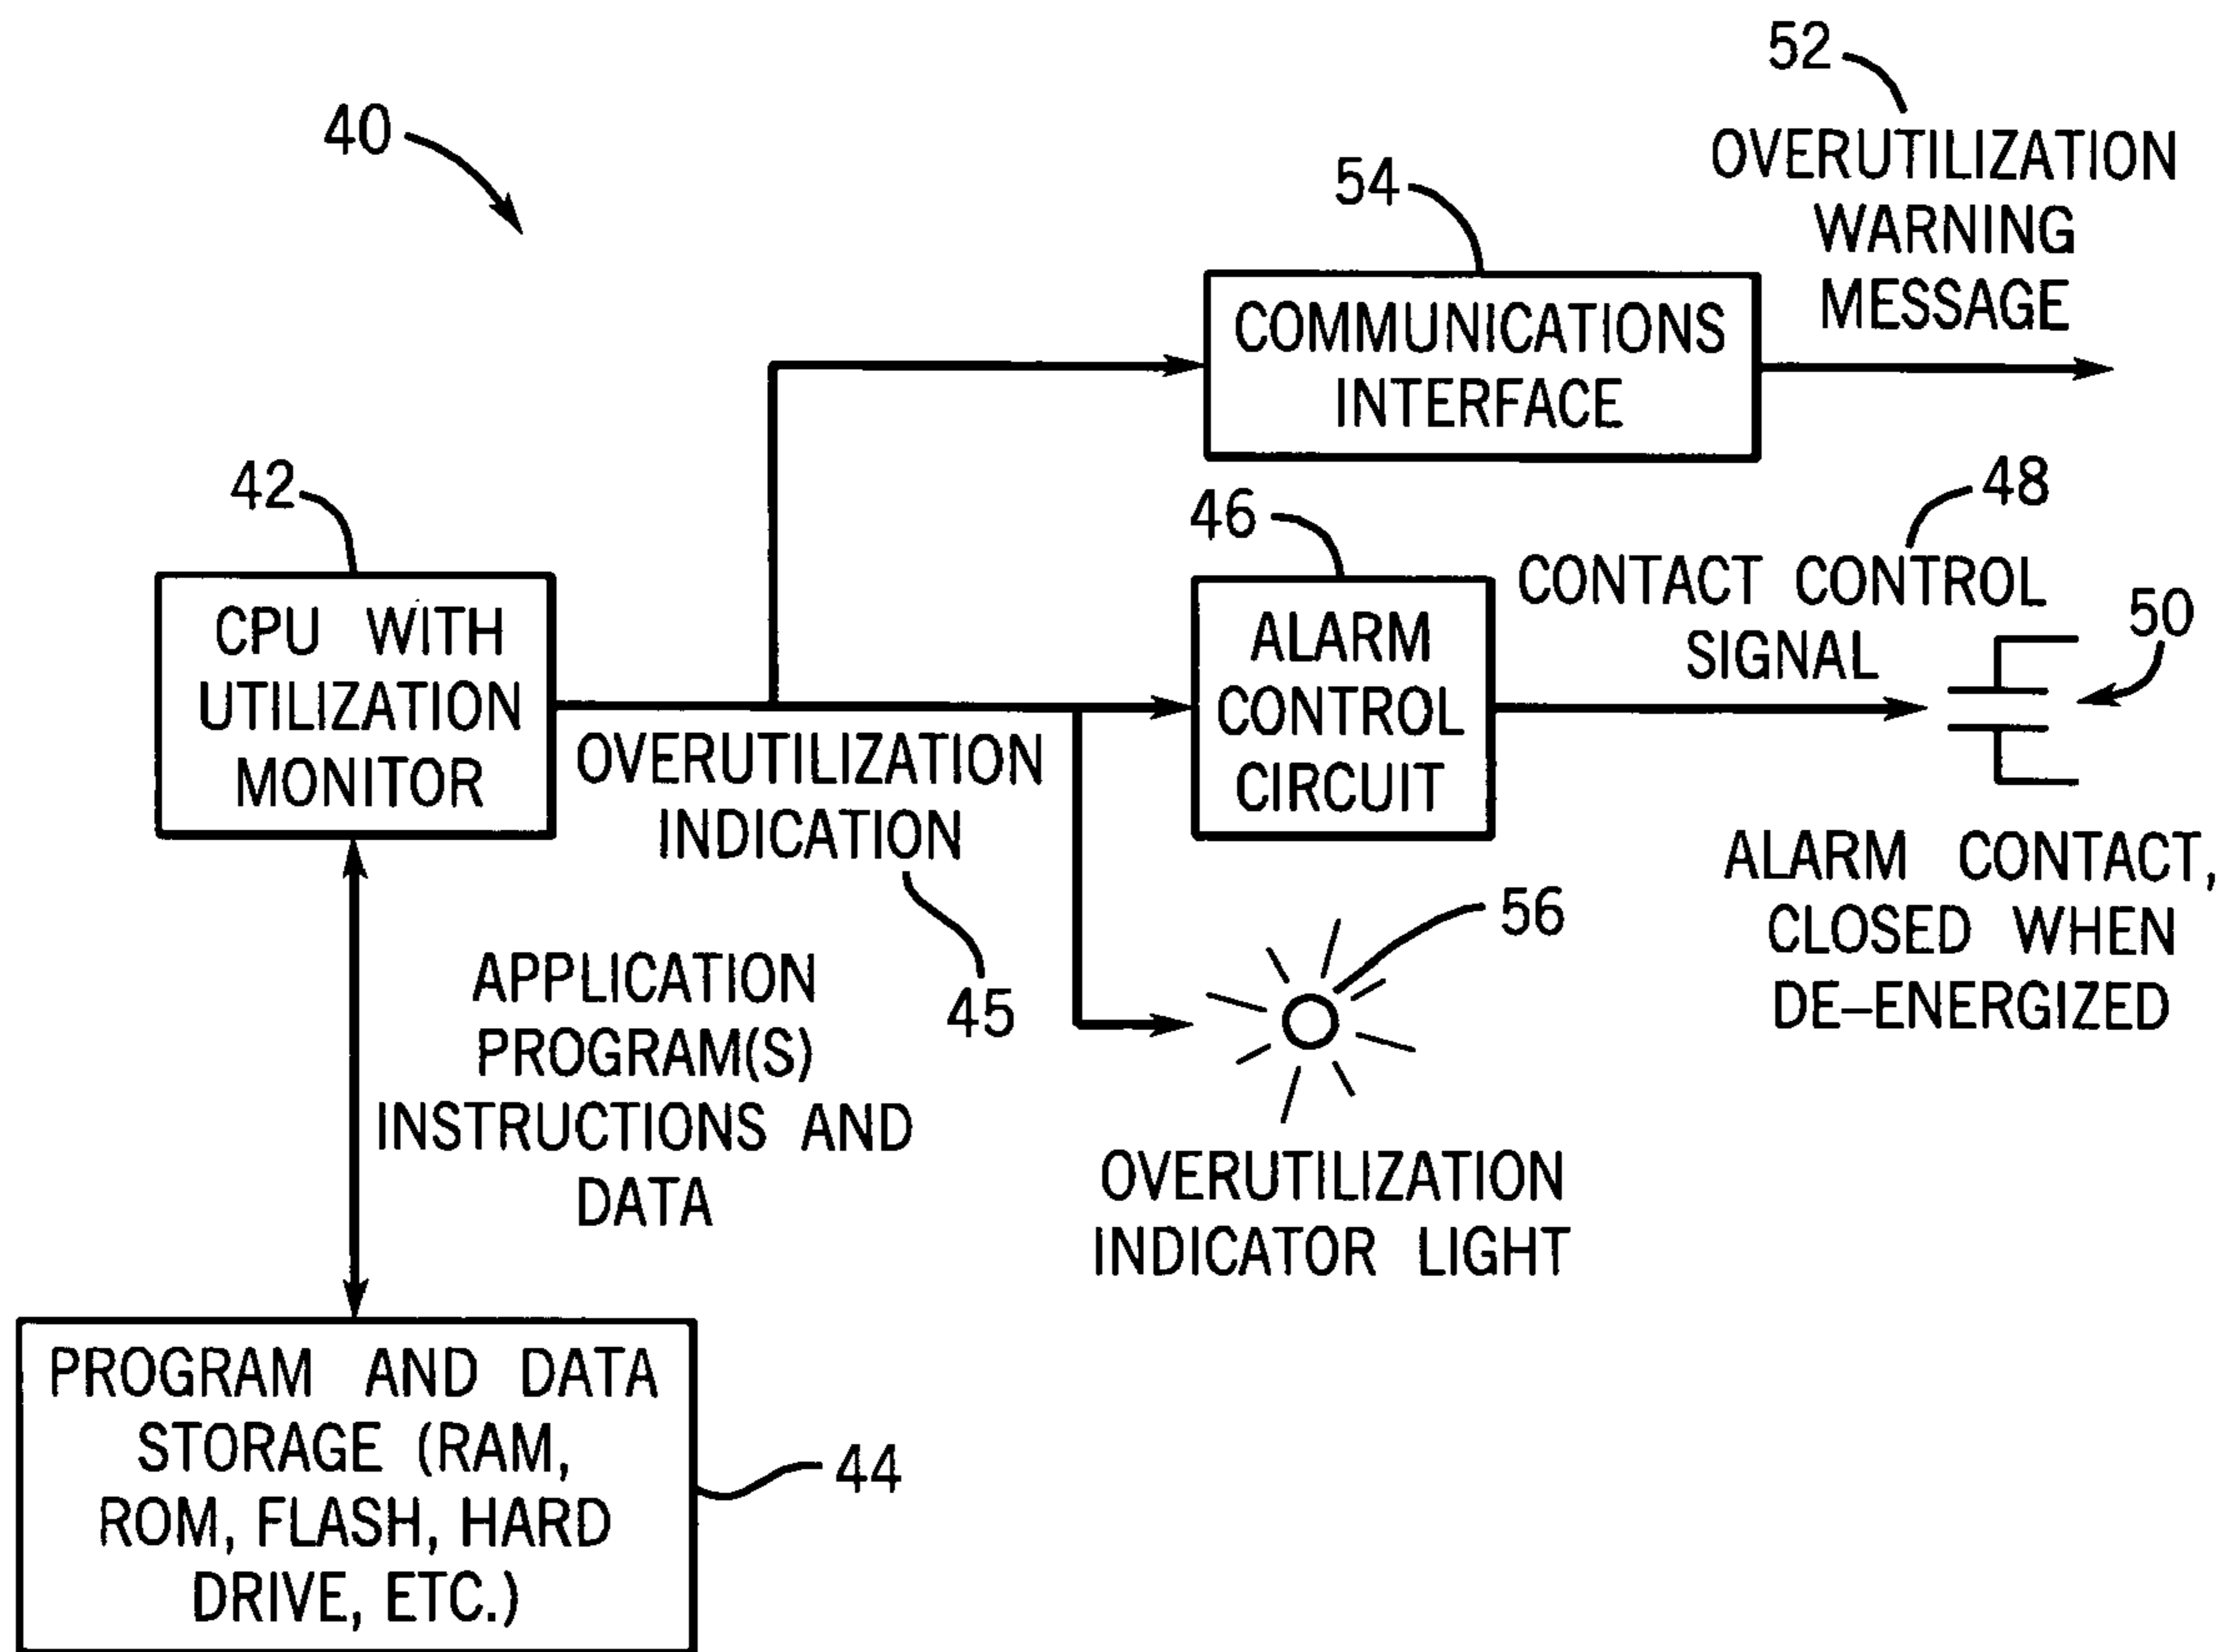 52
OVERUTILIZATION
WARNING
MESSAGE
40
54
COMMUNICATIONS
INTERFACE
42
CPU WITH
UTILIZATION
MONITOR
46
ALARM
CONTROL
CIRCUIT
48
CONTACT CONTROL
SIGNAL
50
OVERUTILIZATION
INDICATION
45
ALARM CONTACT,
CLOSED WHEN
DE-ENERGIZED
56
OVERUTILIZATION
INDICATOR LIGHT
APPLICATION
PROGRAM(S)
INSTRUCTIONS AND
DATA
PROGRAM AND DATA
STORAGE (RAM,
ROM, FLASH, HARD
DRIVE, ETC.)
44